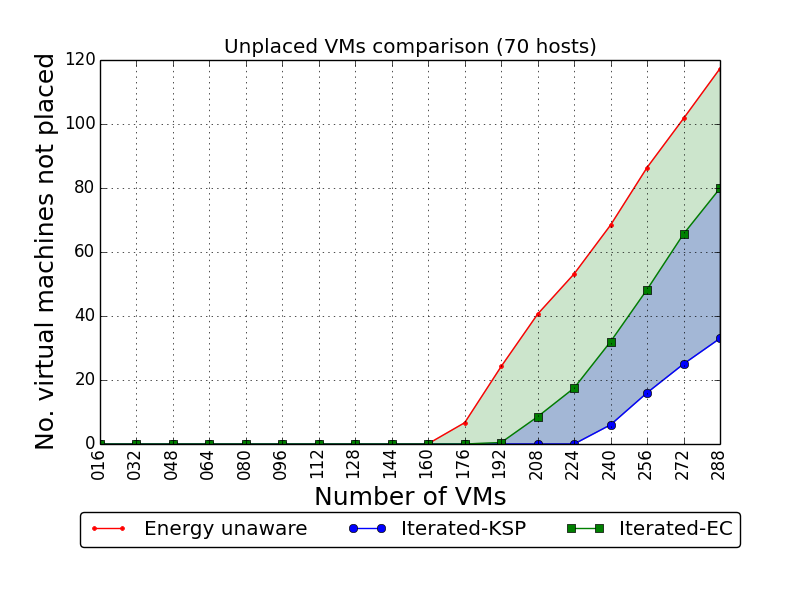 Unplaced VMs comparison (70 hosts)
No. virtual machines not placed
120
100
80
60
40
20
0
016 032 048 064 080 096 112 128 144 160 176 192 208 224 240 256 272 288
Number of VMs
Energy unaware Iterated-KSP Iterated-EC